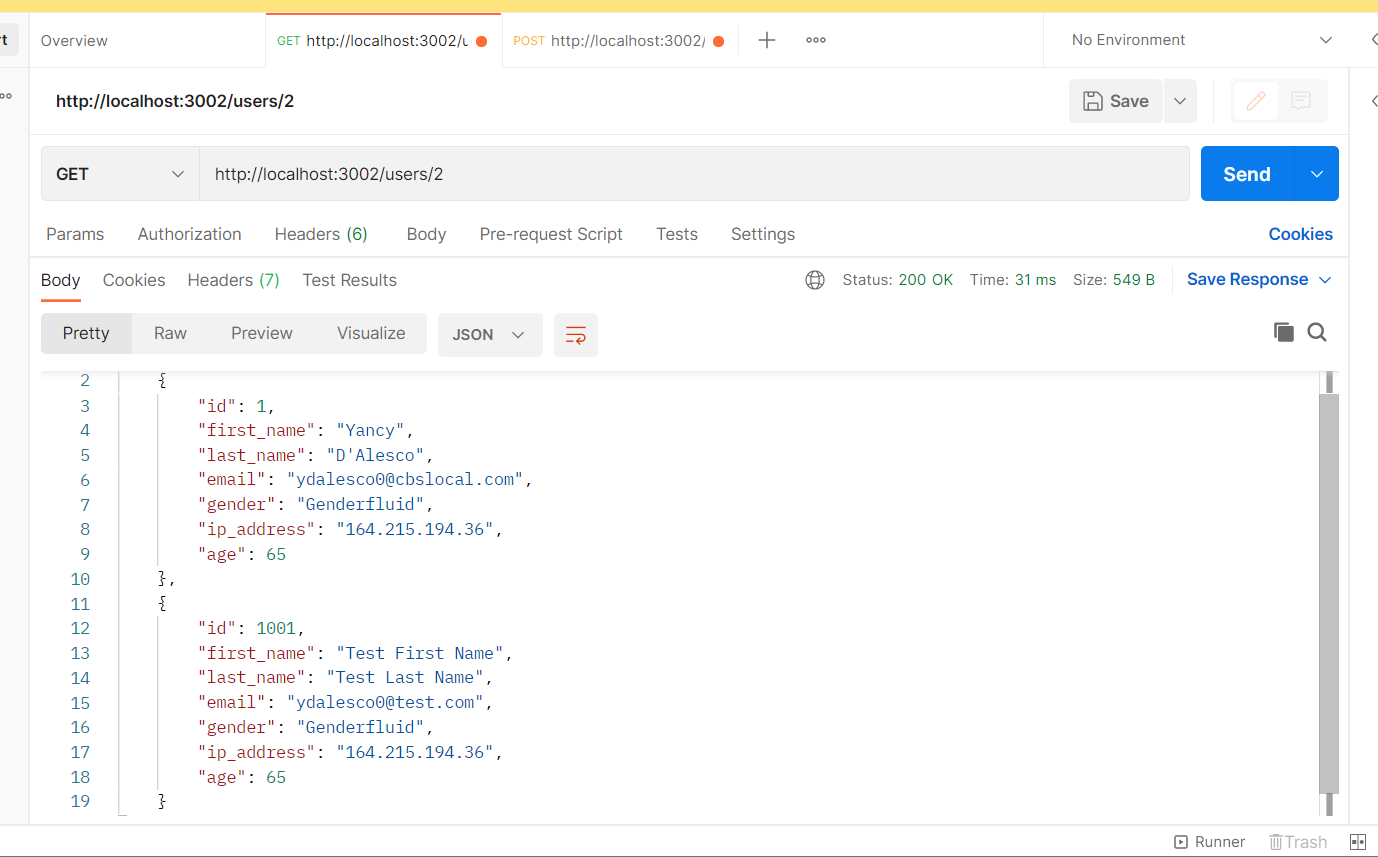 rt
Overview
GET http://localhost:3002/u
POST http://localhost:3002/
No Environment
http://localhost:3002/users/2
Save
GET
http://localhost:3002/users/2
Send
Params Authorization Headers (6) Body Pre-request Script Tests Settings Cookies
Body Cookies Headers (7) Test Results Status: 200 OK Time: 31 ms Size: 549 B Save Response
Pretty Raw Preview Visualize JSON
2 {
3 "id": 1,
4 "first_name": "Yancy",
5 "last_name": "D'Alesco",
6 "email": "ydalesco0@cbslocal.com",
7 "gender": "Genderfluid",
8 "ip_address": "164.215.194.36",
9 "age": 65
10 },
11 {
12 "id": 1001,
13 "first_name": "Test First Name",
14 "last_name": "Test Last Name",
15 "email": "ydalesco0@test.com",
16 "gender": "Genderfluid",
17 "ip_address": "164.215.194.36",
18 "age": 65
19 }
Runner Trash